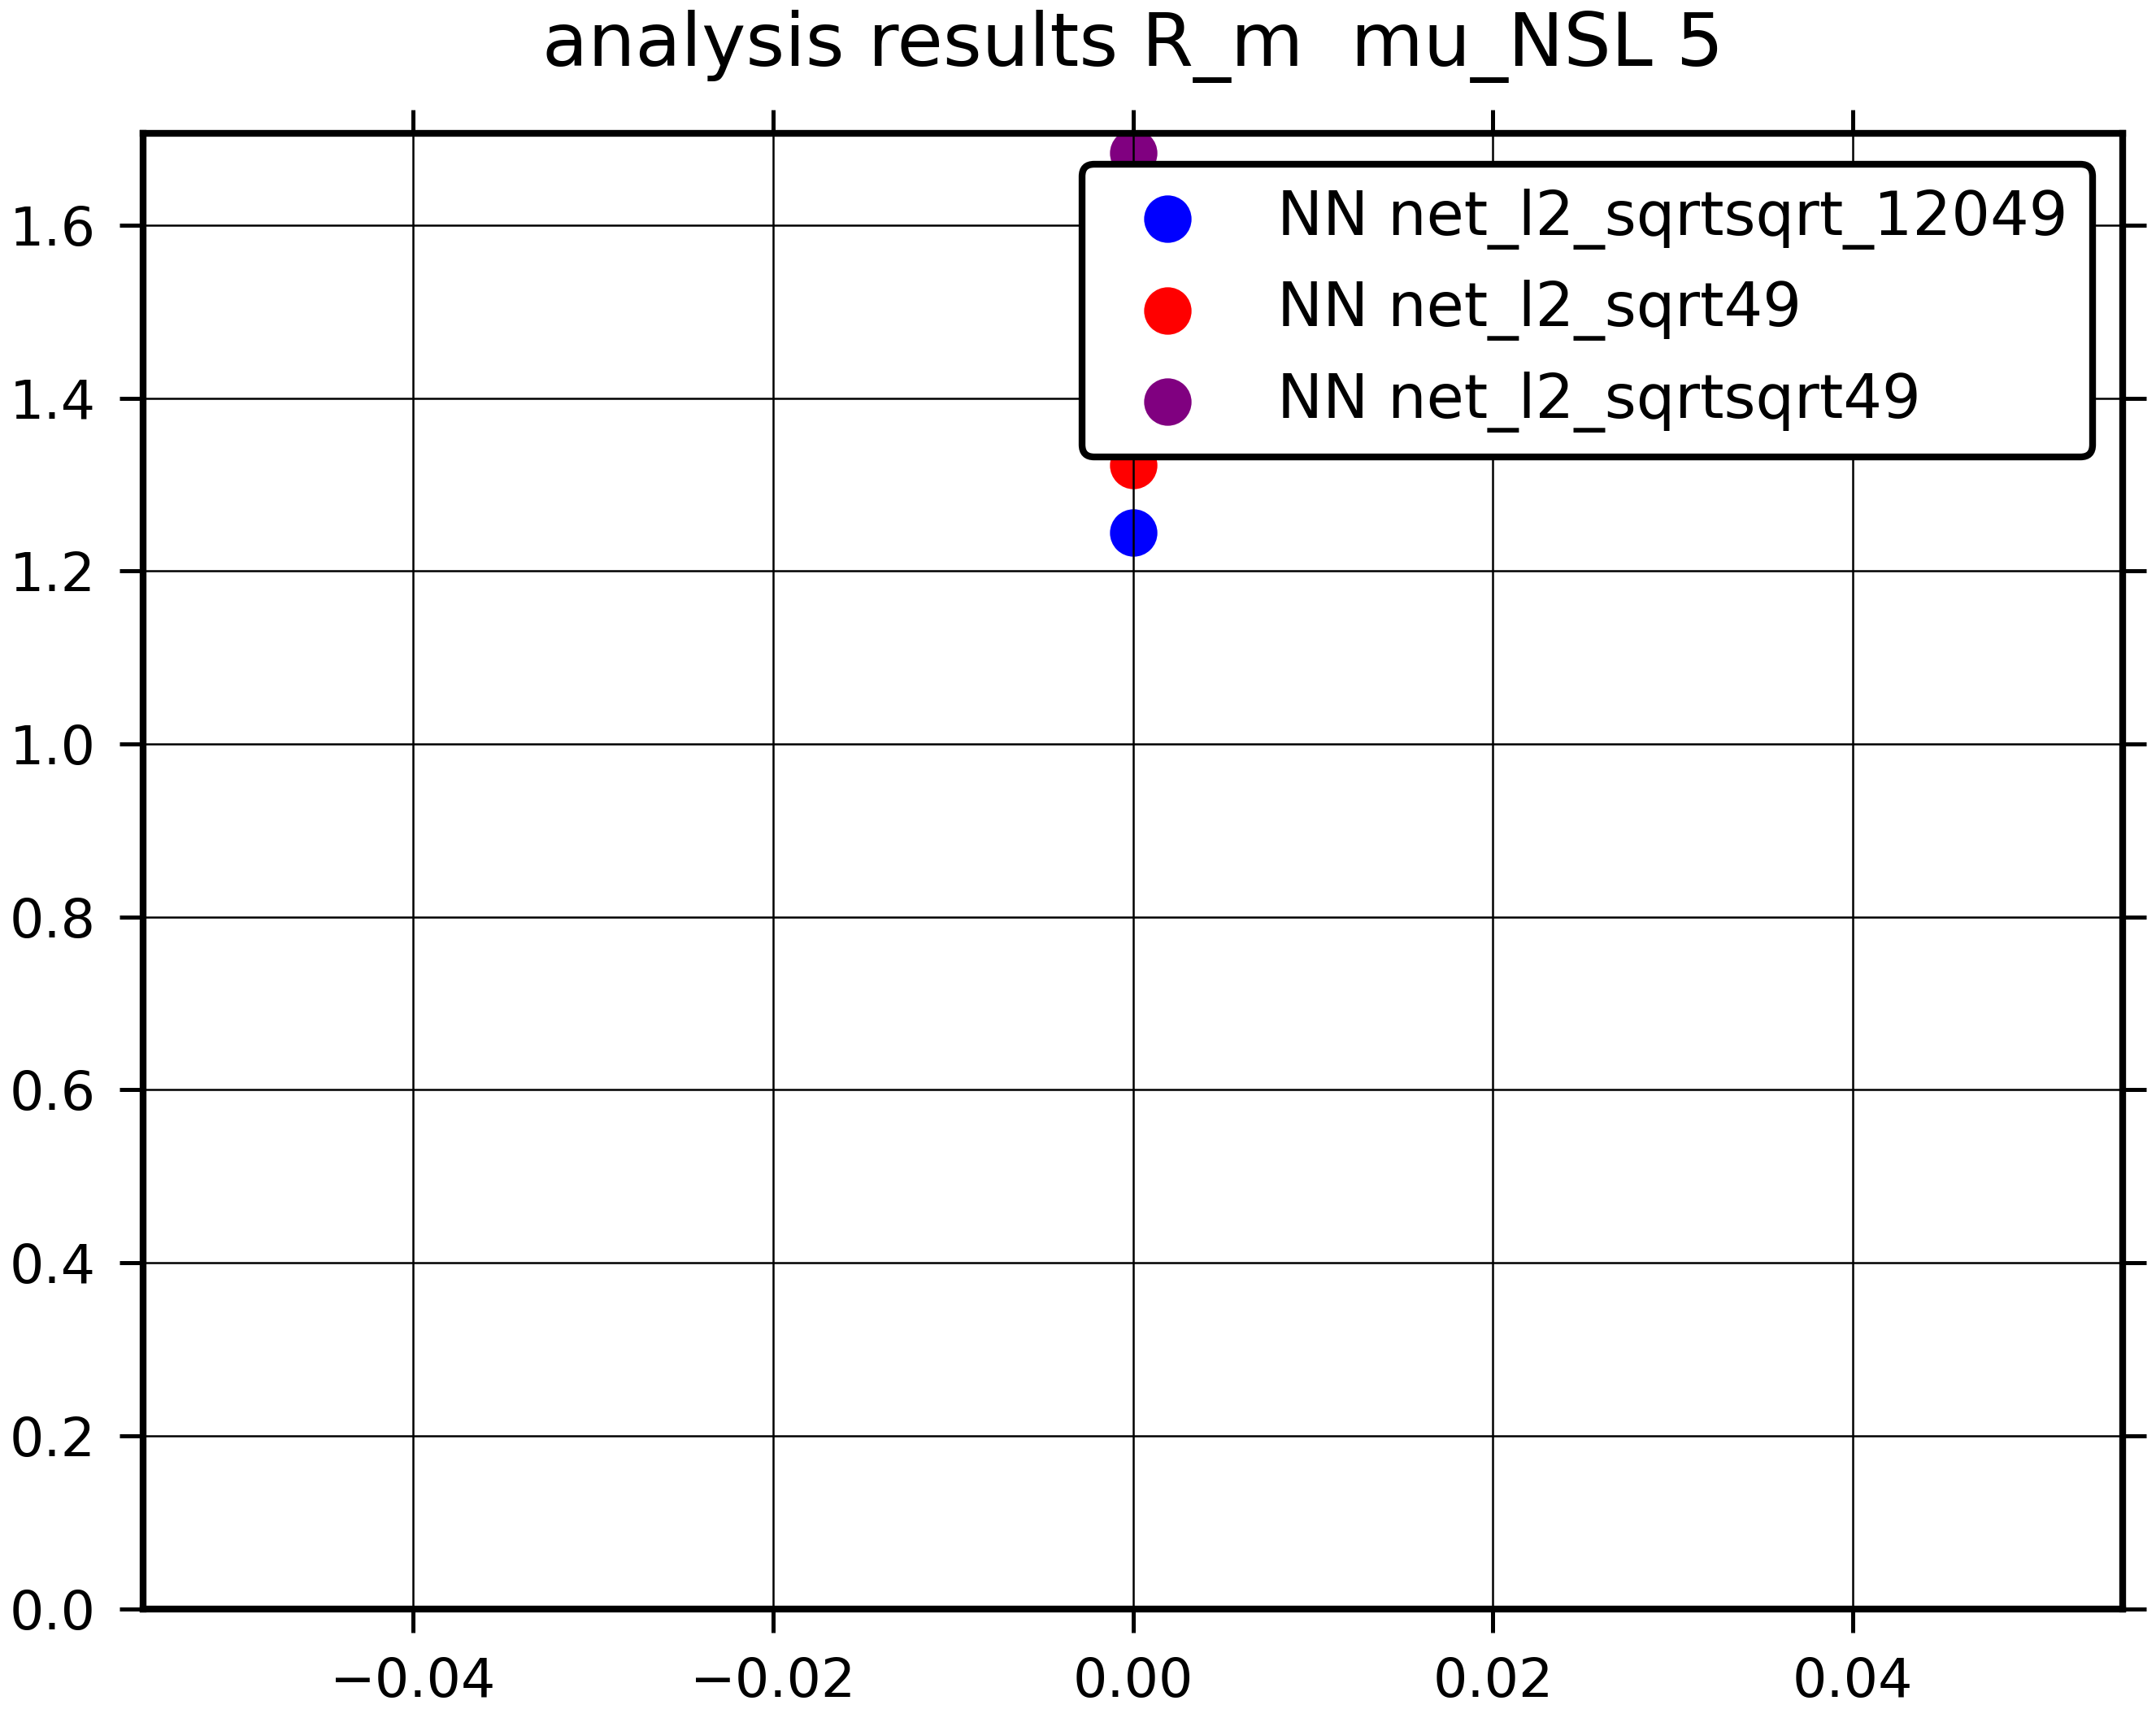 analysis results R_m  mu_NSL 5
NN net_l2_sqrtsqrt_12049
NN net_l2_sqrt49
NN net_l2_sqrtsqrt49
1.6
1.4
1.2
1.0
0.8
0.6
0.4
0.2
0.0
−0.04 −0.02 0.00 0.02 0.04